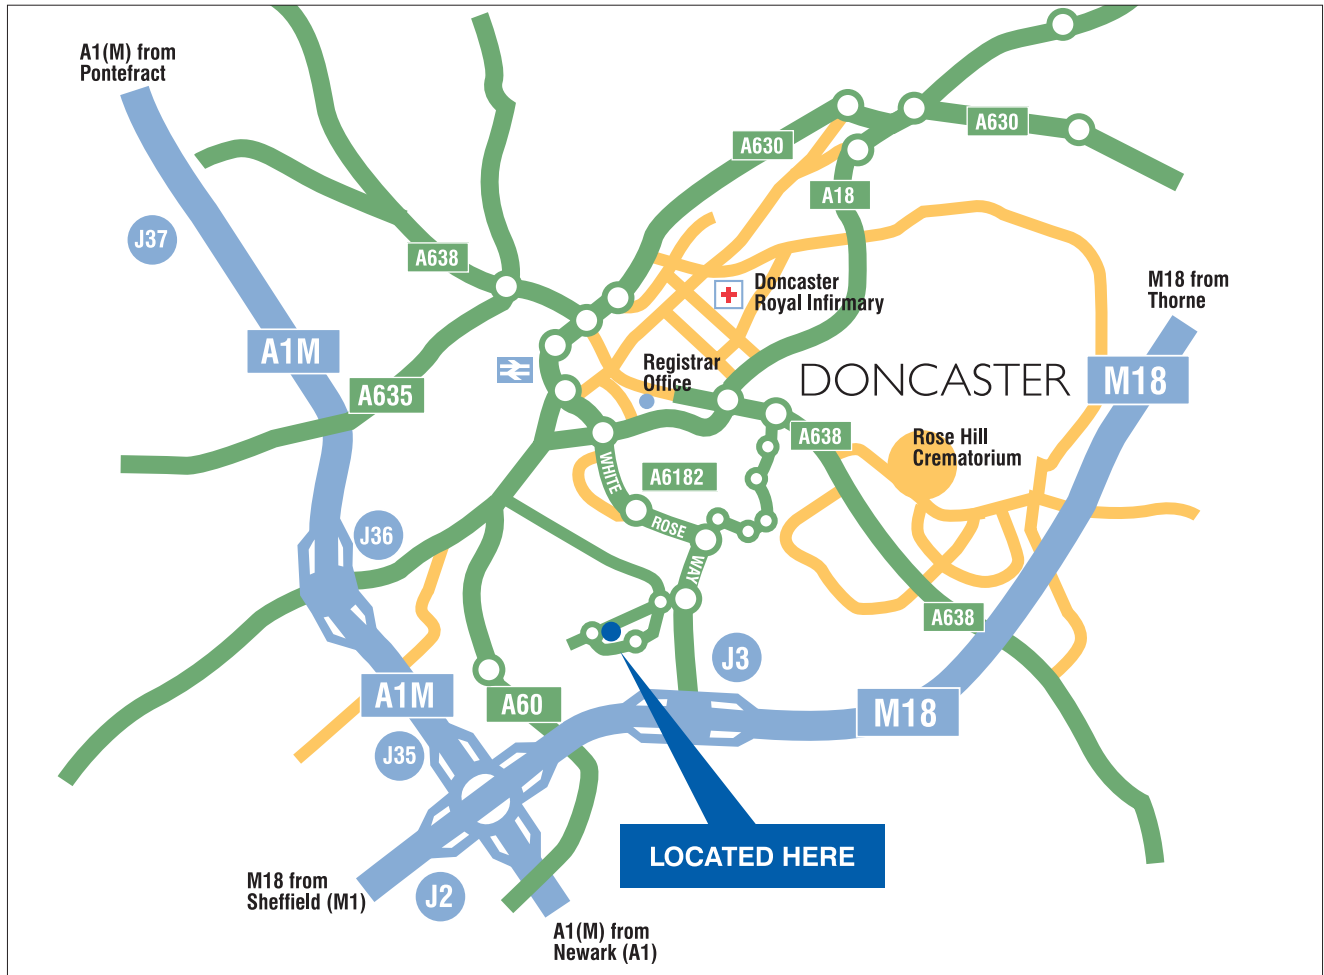 A1(M) from
Pontefract
A630
A630
A18
J37
A638
M18 from
Thorne
Doncaster
Royal Infirmary
A1M
Registrar
Office
DONCASTER
M18
A635
A638
Rose Hill
Crematorium
WHITE
A6182
ROSE
J36
WAY
A638
J3
A1M
A60
M18
J35
LOCATED HERE
M18 from
Sheffield (M1)
J2
A1(M) from
Newark (A1)